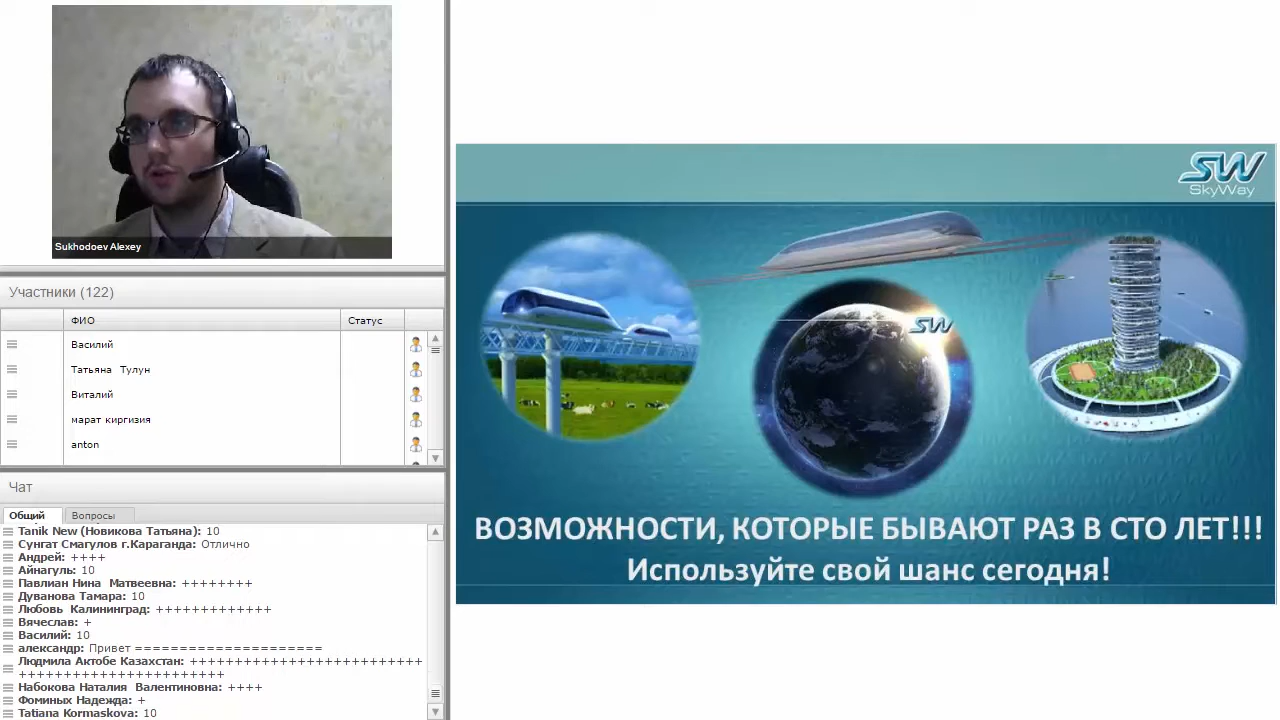 Sukhodoev Alexey
Участники (122)
ФИО
Статус
Василий
Татьяна Тулун
Виталий
марат киргизия
anton
Чат
Общий
Вопросы
Tanik New (Новикова Татьяна): 10
Сунгат Смагулов г.Караганда: Отлично
Андрей: ++++
Айнагуль: 10
Павлиан Нина Матвеевна: ++++++++
Дуванова Тамара: 10
Любовь Калининград: +++++++++++++
Вячеслав: +
Василий: 10
александр: Привет =====================
Людмила Актобе Казахстан: ++++++++++++++++++++++++++
+++++++++++++++++++++++
Набокова Наталия Валентиновна: ++++
Фоминых Надежда: +
Tatiana Kormaskova: 10
SW
SkyWay
SW
ВОЗМОЖНОСТИ, КОТОРЫЕ БЫВАЮТ РАЗ В СТО ЛЕТ!!!
Используйте свой шанс сегодня!